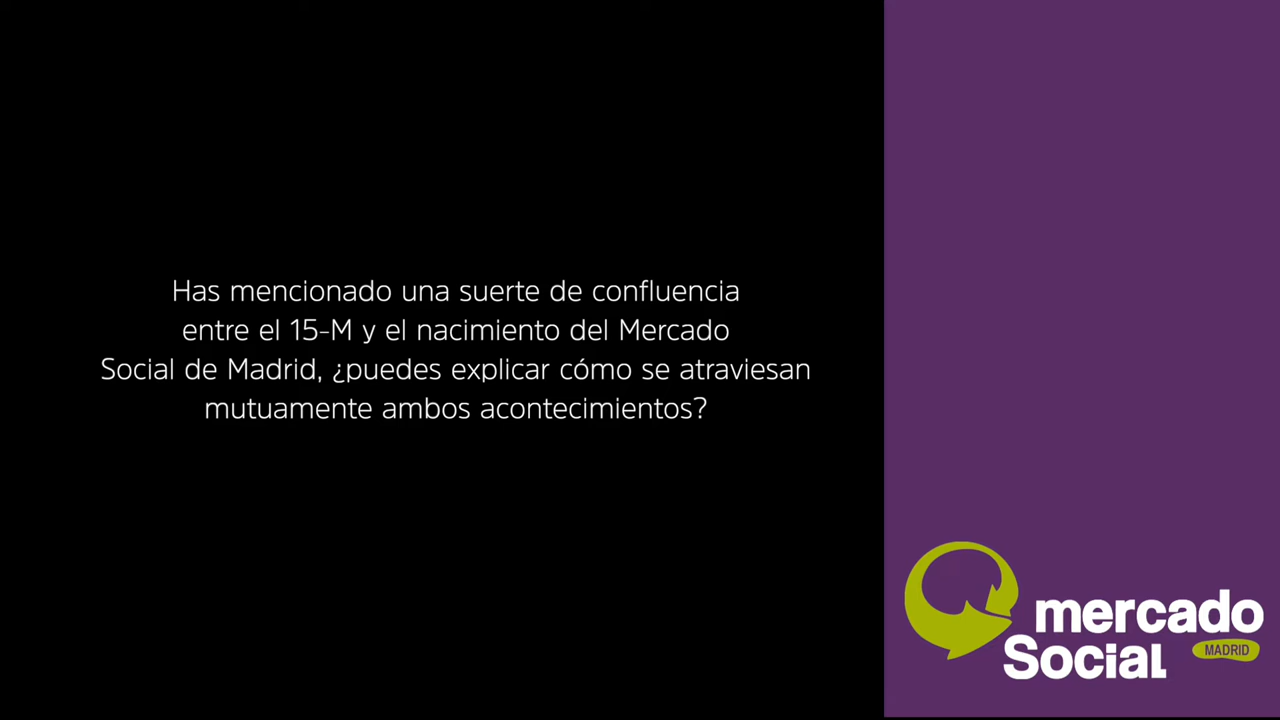 Has mencionado una suerte de confluencia
entre el 15-M y el nacimiento del Mercado
Social de Madrid, ¿puedes explicar cómo se atraviesan
mutuamente ambos acontecimientos?
mercado
Social
MADRID